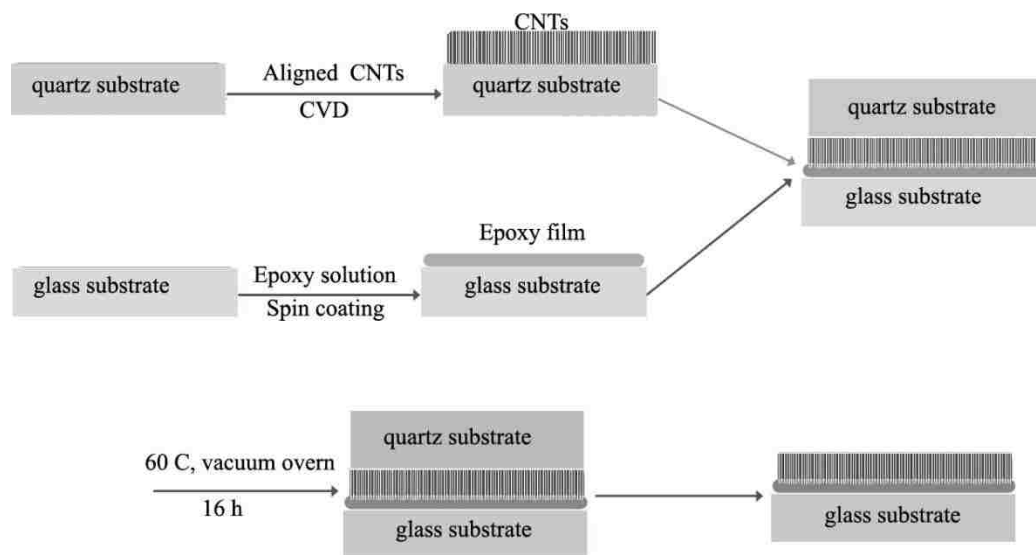 CNTs
quartz substrate
Aligned CNTs
CVD
quartz substrate
quartz substrate
glass substrate
Epoxy film
glass substrate
Epoxy solution
Spin coating
glass substrate
60 C, vacuum overn
16 h
quartz substrate
glass substrate
glass substrate